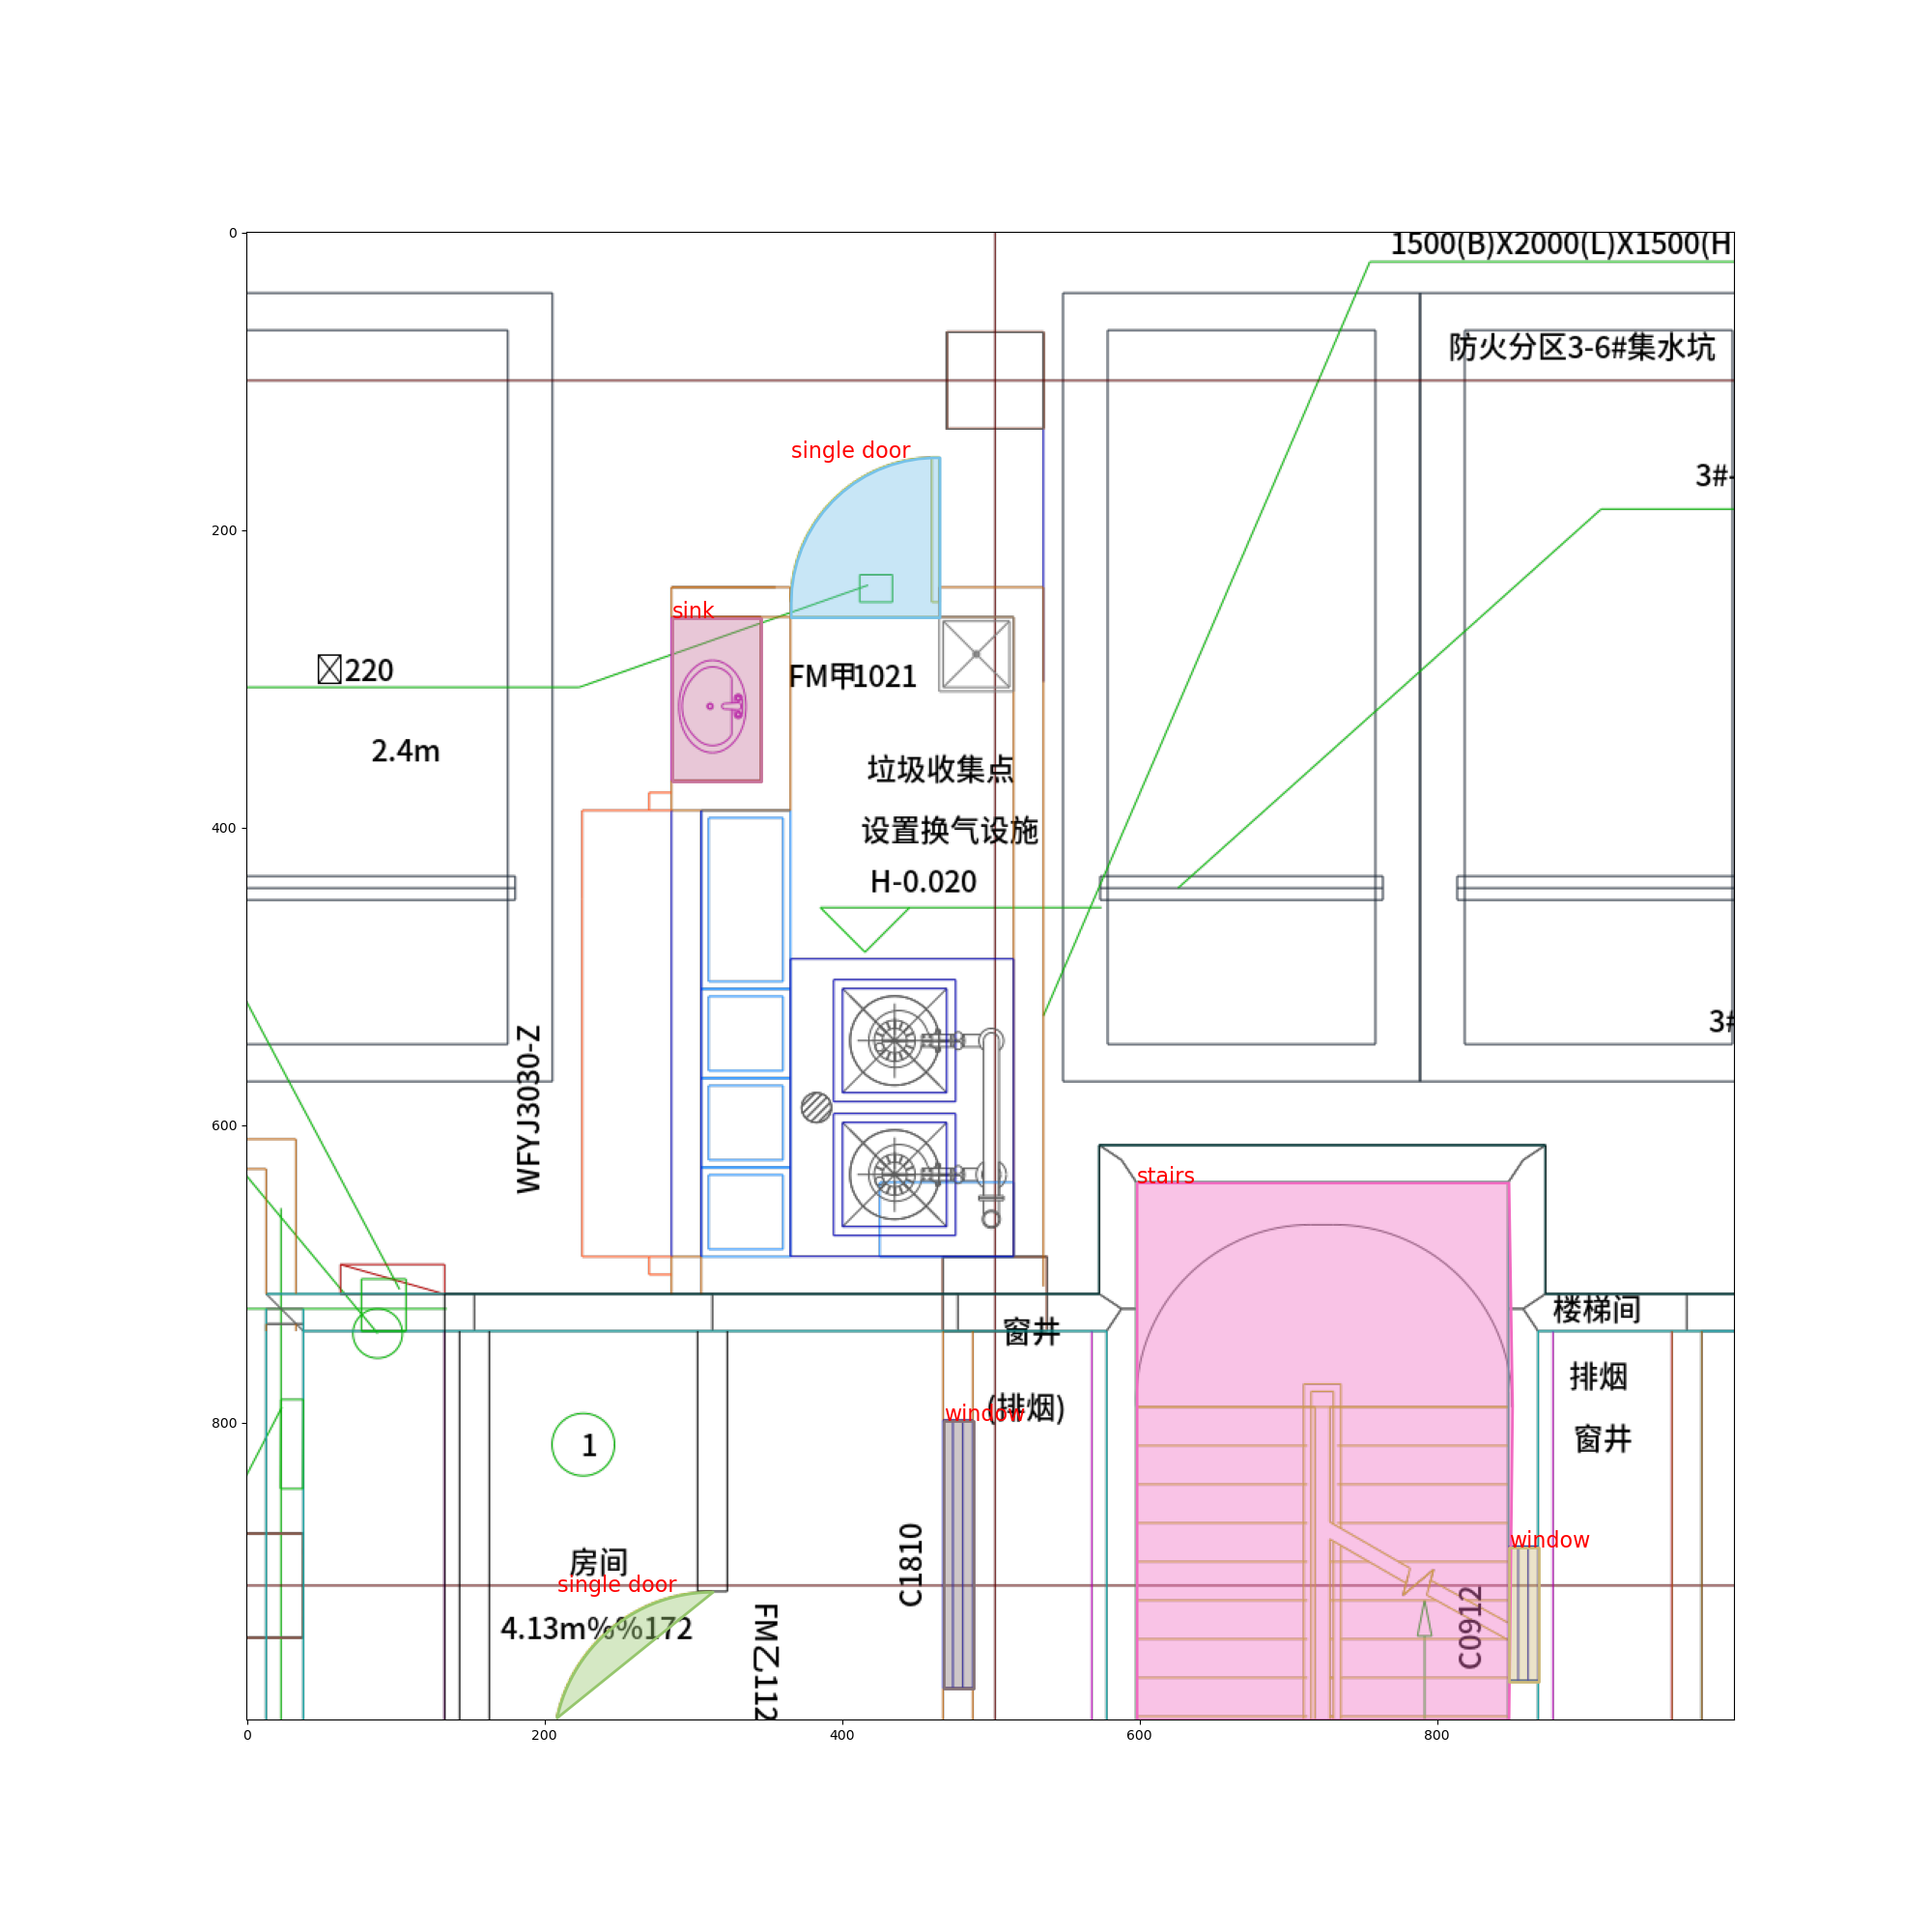 0
200
400
600
800
0
200
400
600
800
1500(B)X2000(L)X1500(H
防火分区3-6#集水坑
single door
3#-
sink
220
FM甲1021
2.4m
垃圾收集点
设置换气设施
H-0.020
3#
WFYJ3030-Z
stairs
楼梯间
窗井
排烟
(排烟)
window
窗井
1
C1810
window
房间
single door
4.13m%%172
FM乙112
C0912